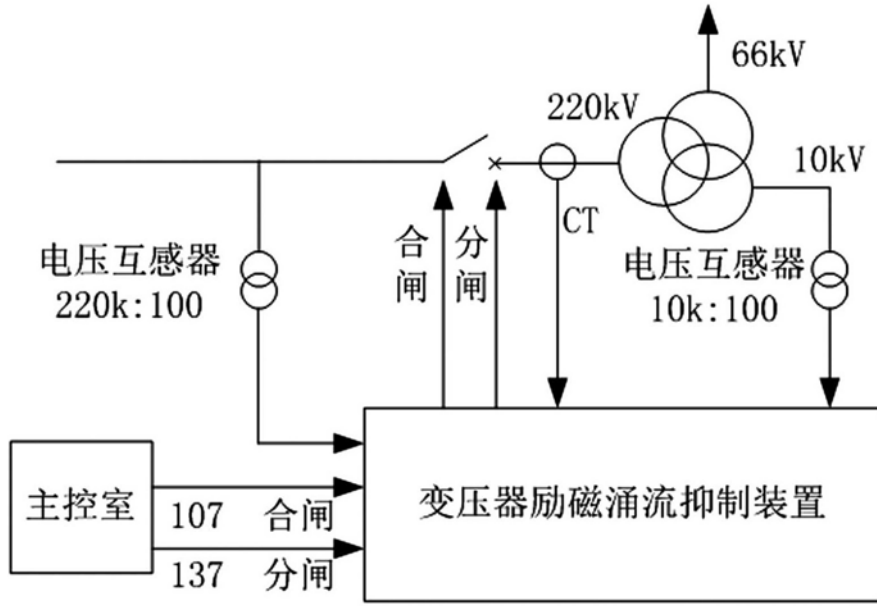 66kV
220kV
10kV
CT
合闸
分闸
电压互感器
220k:100
电压互感器
10k:100
主控室
107 合闸
137 分闸
变压器励磁涌流抑制装置